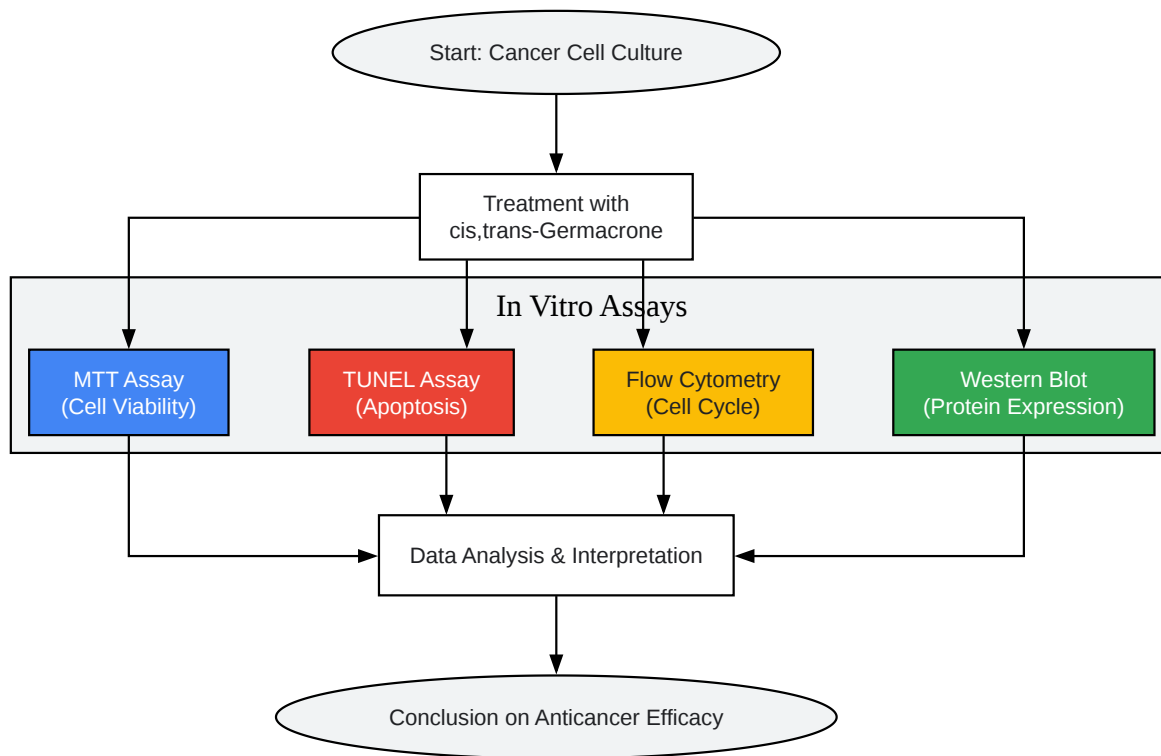 Start: Cancer Cell Culture
Treatment with
cis,trans-Germacrone
In Vitro Assays
MTT Assay
(Cell Viability)
TUNEL Assay
(Apoptosis)
Flow Cytometry
(Cell Cycle)
Western Blot
(Protein Expression)
Data Analysis & Interpretation
Conclusion on Anticancer Efficacy